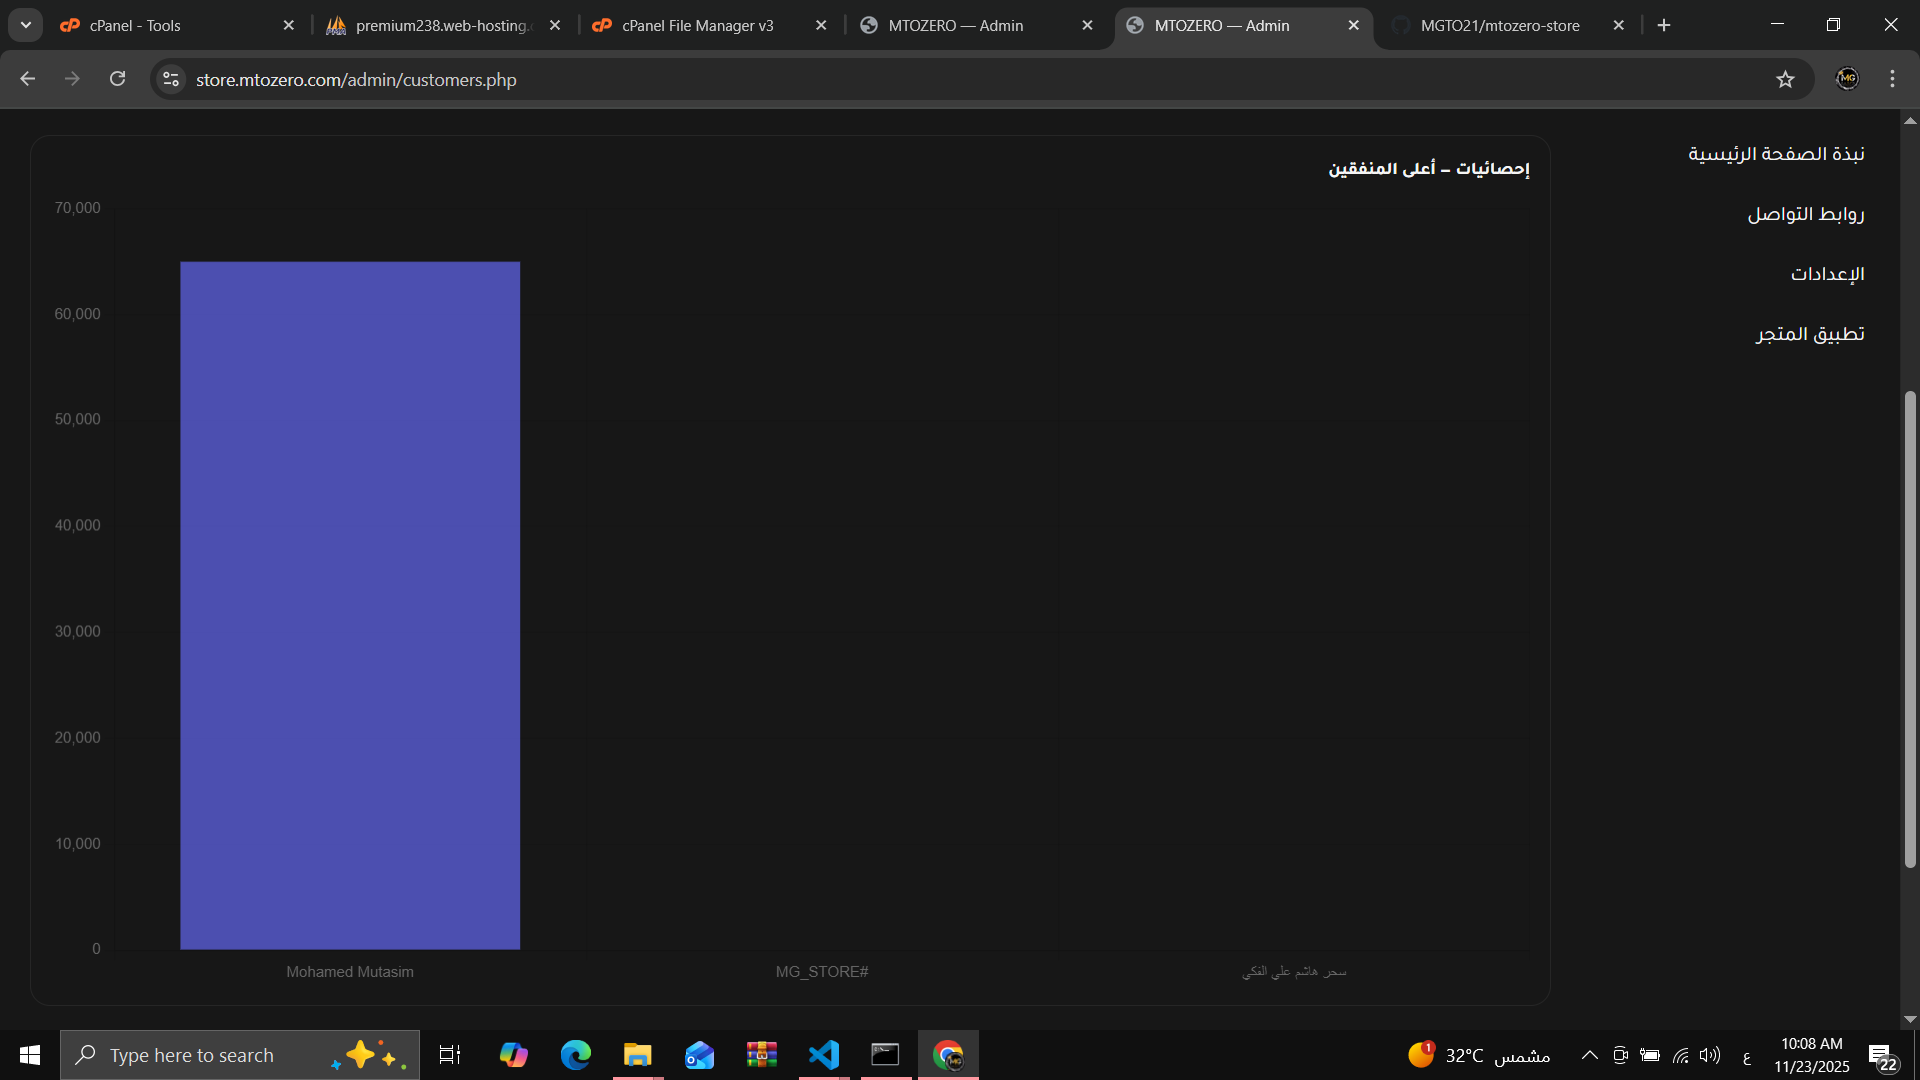 cPanel - Tools
premium238.web-hosting.
cPanel File Manager v3
MTOZERO — Admin
MTOZERO — Admin
MGTO21/mtozero-store
store.mtozero.com/admin/customers.php
إحصائيات – أعلى المنفقين
نبذة الصفحة الرئيسية
روابط التواصل
الإعدادات
تطبيق المتجر
70,000
60,000
50,000
40,000
30,000
20,000
10,000
0
Mohamed Mutasim
MG_STORE#
سحر هاشم علي الفكي
Type here to search
1
32°C مشمس
ع
10:08 AM
11/23/2025
22